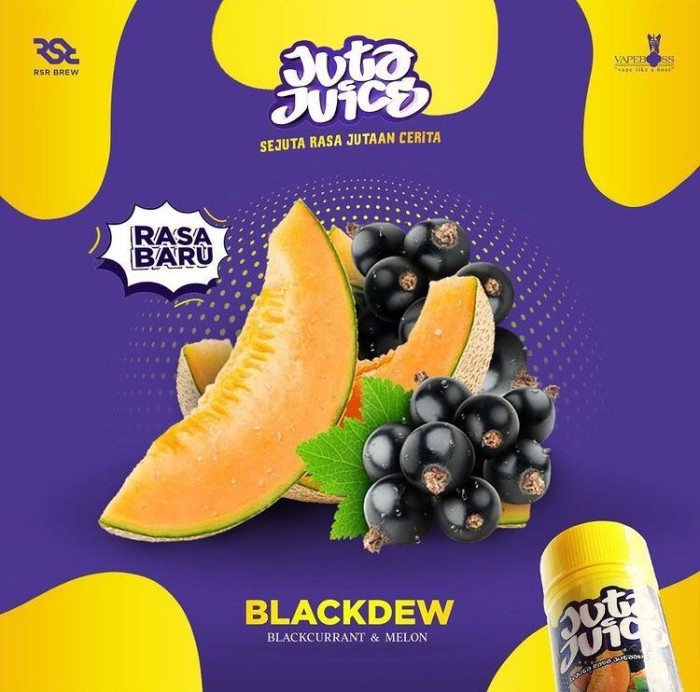 RSR BREW
VAPEBOSS
"vape like a boss"
Juta
Juice
SEJUTA RASA JUTAAN CERITA
RASA
BARU
BLACKDEW
BLACKCURRANT & MELON
Juta
Juice